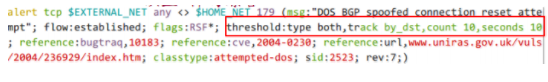 alert tcp $EXTERNAL_NET any <> $HOME_NET 179 (msg:"DOS BGP spoofed connection reset atte
mpt"; flow:established; flags:RSF*; threshold:type both,track by_dst,count 10,seconds 10
; reference:bugtraq,10183; reference:cve,2004-0230; reference:url,www.uniras.gov.uk/vuls
/2004/236929/index.htm; classtype:attempted-dos; sid:2523; rev:7;)